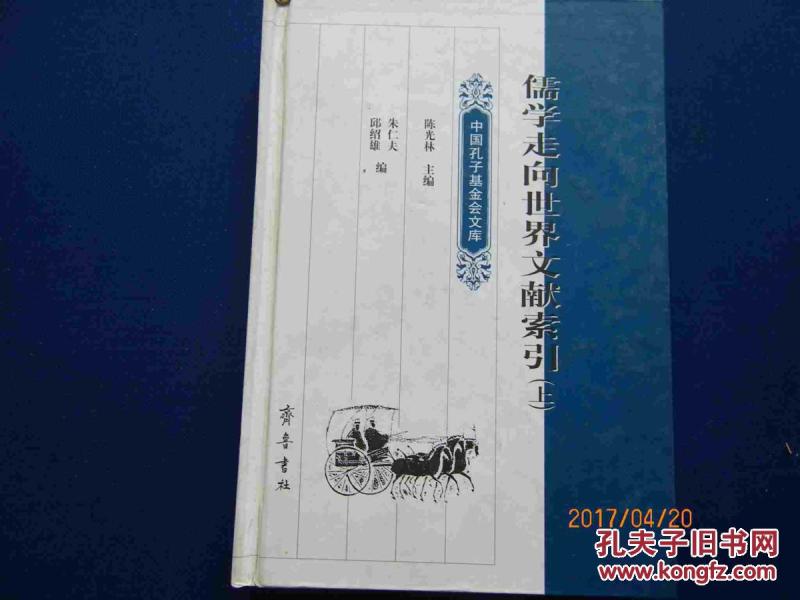 儒学走向世界文献索引(上)
中国孔子基金会文库
陈光林 主编
朱仁夫
邱绍雄 编
齊鲁書社
2017/04/20
孔夫子旧书网
www.kongfz.com